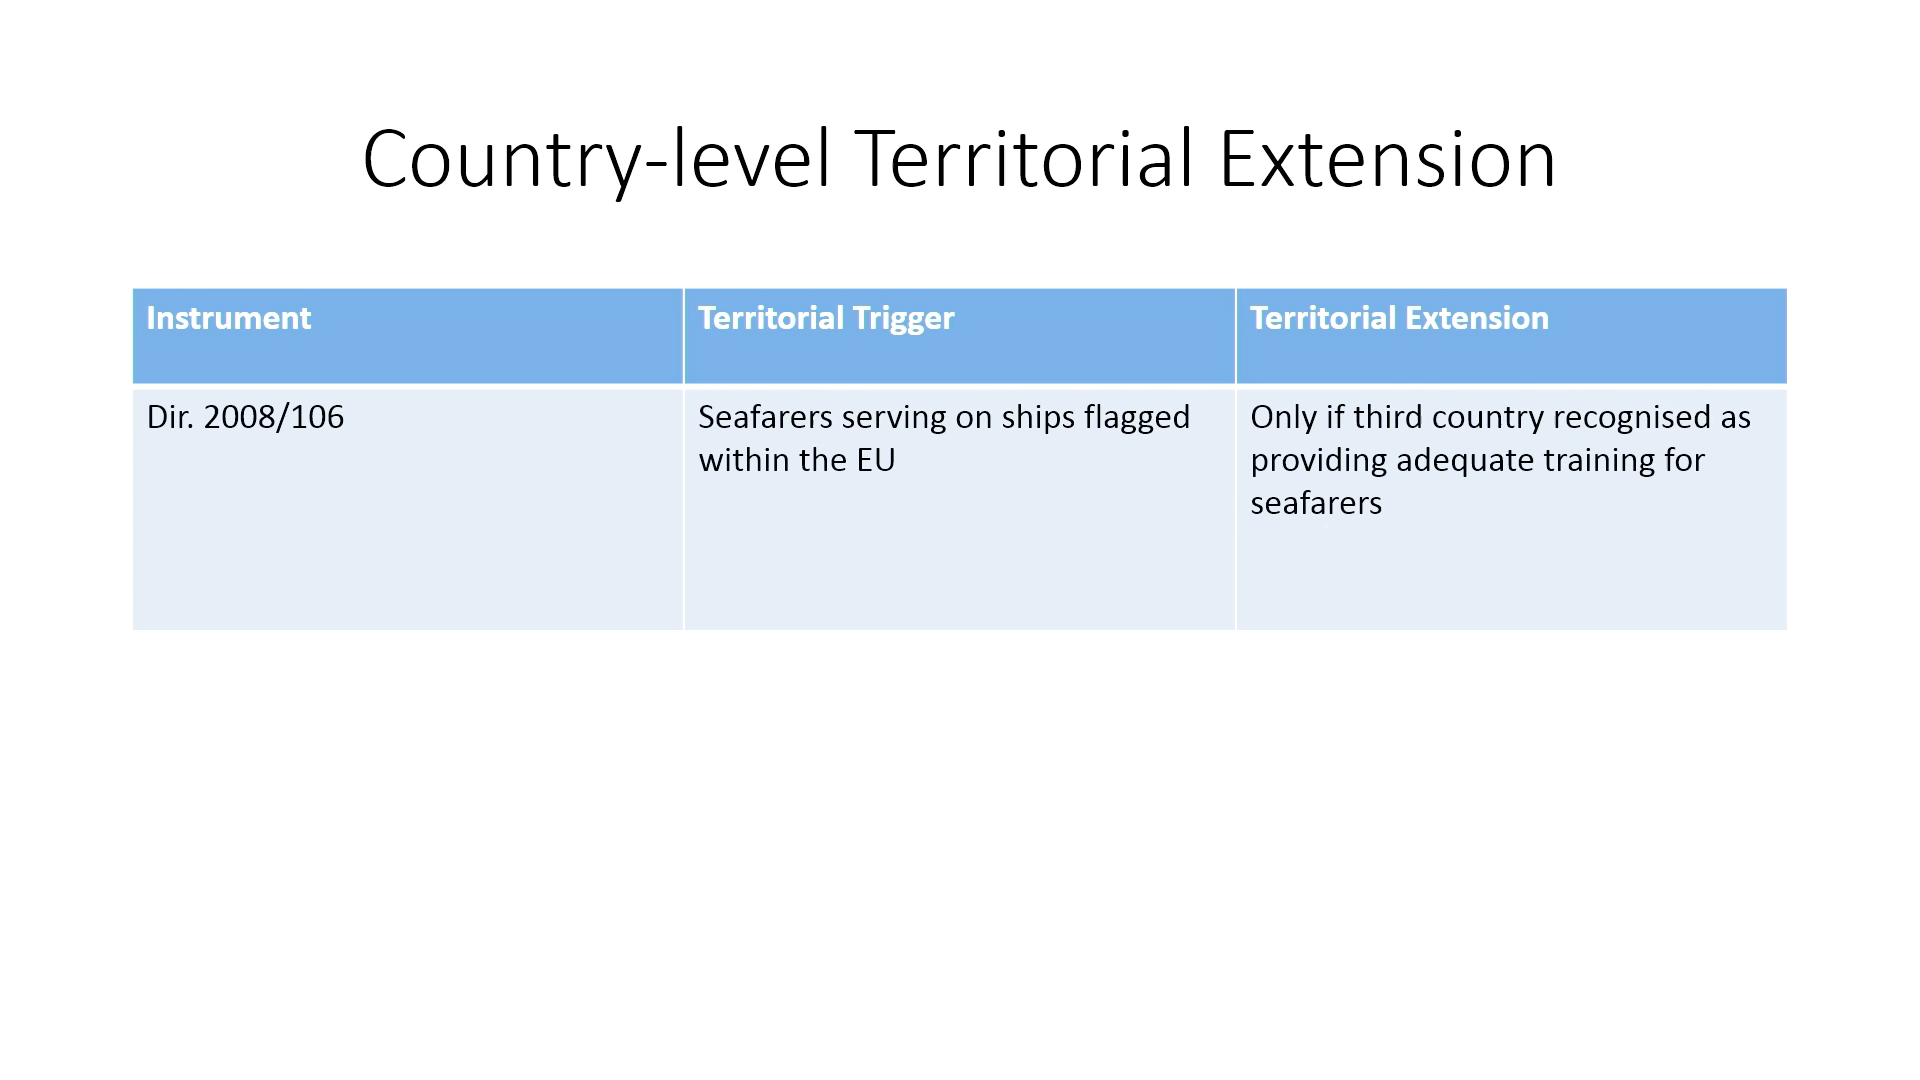 Country-level Territorial Extension
Instrument
Territorial Trigger
Territorial Extension
Dir. 2008/106
Seafarers serving on ships flagged
within the EU
Only if third country recognised as
providing adequate training for
seafarers